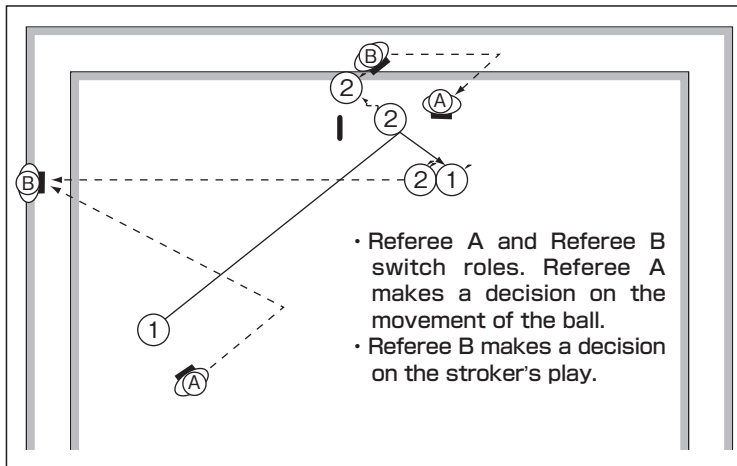 B
2
A
2
B
2″ 1′
・Referee A and Referee B
switch roles. Referee A
makes a decision on the
movement of the ball.
・Referee B makes a decision
on the stroker's play.
1
A